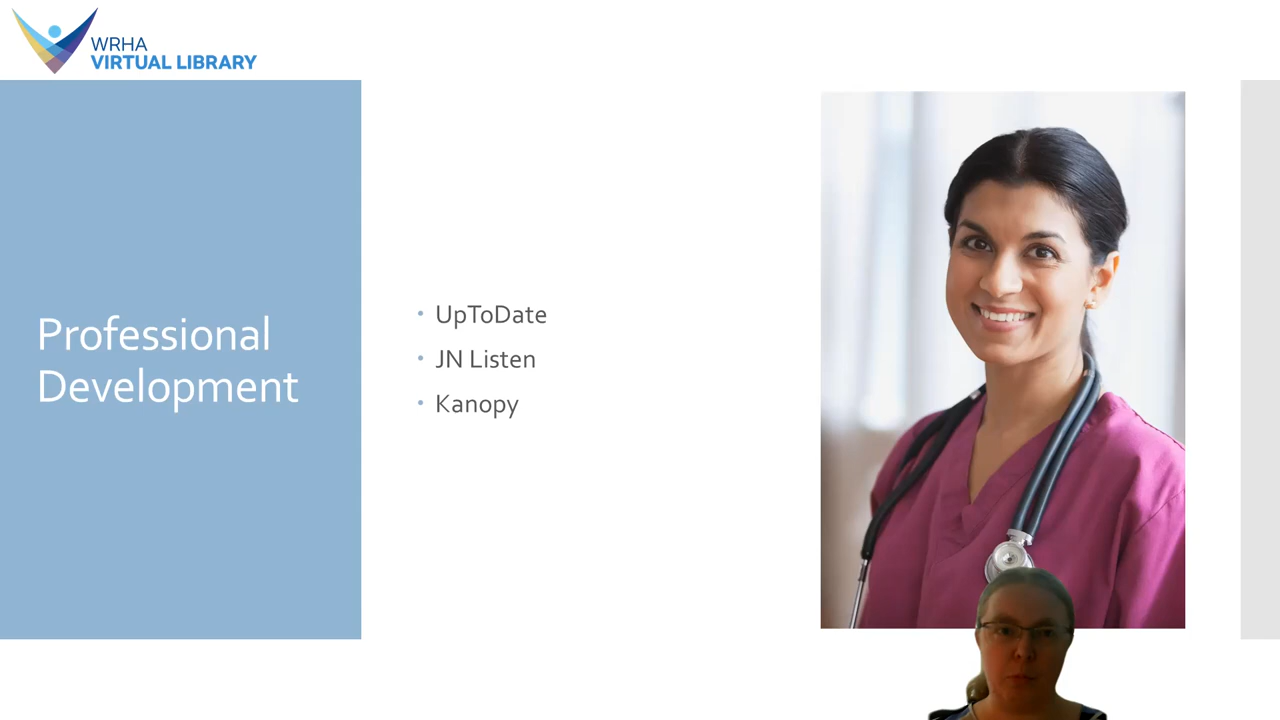 WRHA
VIRTUAL LIBRARY
Professional
Development
UpToDate
JN Listen
Kanopy